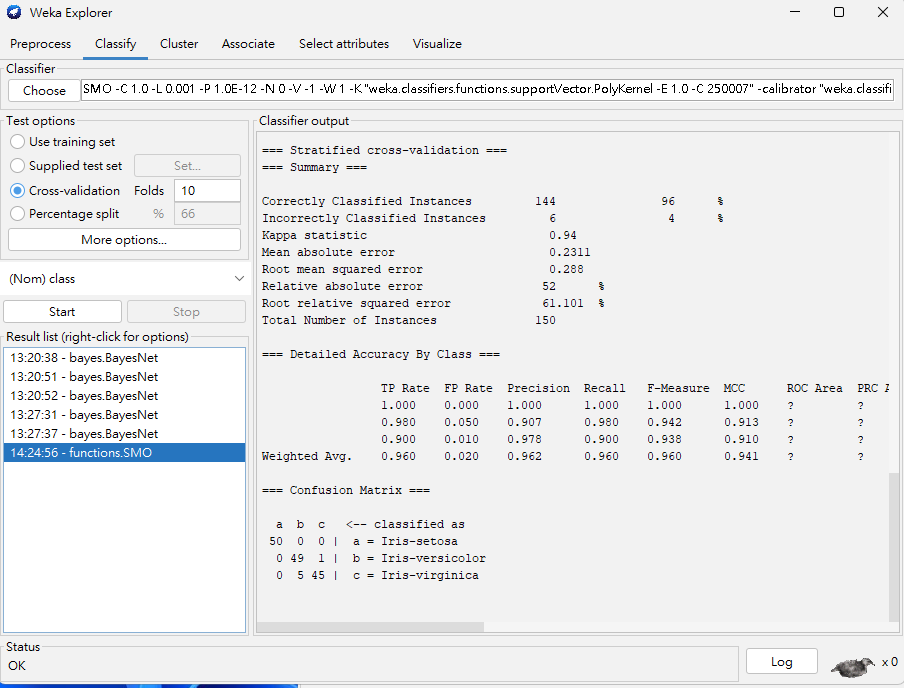 Weka Explorer
Preprocess Classify Cluster Associate Select attributes Visualize
Classifier
Choose SMO -C 1.0 -L 0.001 -P 1.0E-12 -N 0 -V -1 -W 1 -K "weka.classifiers.functions.supportVector.PolyKernel -E 1.0 -C 250007" -calibrator "weka.classifi
Test options
Use training set
Supplied test set Set...
Cross-validation Folds 10
Percentage split % 66
More options...
(Nom) class
Start Stop
Result list (right-click for options)
13:20:38 - bayes.BayesNet
13:20:51 - bayes.BayesNet
13:20:52 - bayes.BayesNet
13:27:31 - bayes.BayesNet
13:27:37 - bayes.BayesNet
14:24:56 - functions.SMO
Classifier output
=== Stratified cross-validation ===
=== Summary ===
Correctly Classified Instances 144 96 %
Incorrectly Classified Instances 6 4 %
Kappa statistic 0.94
Mean absolute error 0.2311
Root mean squared error 0.288
Relative absolute error 52 %
Root relative squared error 61.101 %
Total Number of Instances 150
=== Detailed Accuracy By Class ===
TP Rate FP Rate Precision Recall F-Measure MCC ROC Area PRC A
1.000 0.000 1.000 1.000 1.000 1.000 ? ?
0.980 0.050 0.907 0.980 0.942 0.913 ? ?
0.900 0.010 0.978 0.900 0.938 0.910 ? ?
Weighted Avg. 0.960 0.020 0.962 0.960 0.960 0.941 ? ?
=== Confusion Matrix ===
a b c <-- classified as
50 0 0 | a = Iris-setosa
0 49 1 | b = Iris-versicolor
0 5 45 | c = Iris-virginica
Status
OK
Log
x 0